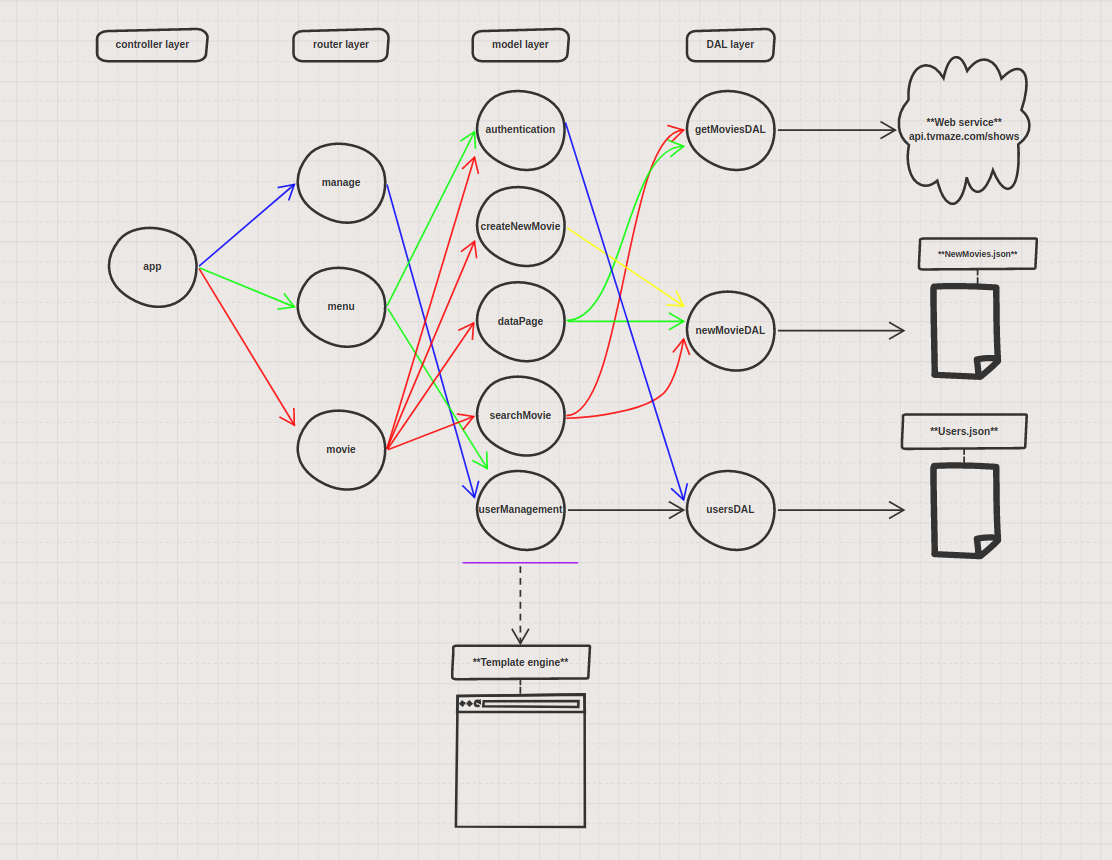 controller layer
router layer
model layer
DAL layer
authentication
getMoviesDAL
**Web service**
api.tvmaze.com/shows
manage
createNewMovie
app
**NewMovies.json**
menu
dataPage
newMovieDAL
searchMovie
**Users.json**
movie
userManagement
usersDAL
**Template engine**